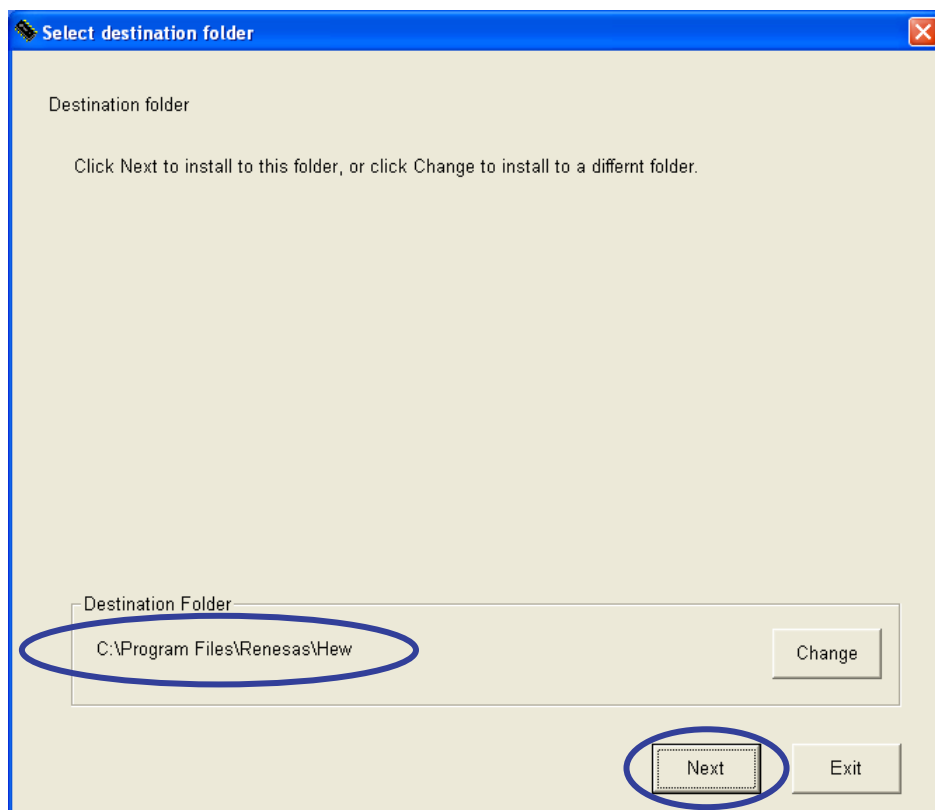 Select destination folder
Destination folder
Click Next to install to this folder, or click Change to install to a differnt folder.
Destination Folder
C:\Program Files\Renesas\Hew
Change
Next
Exit